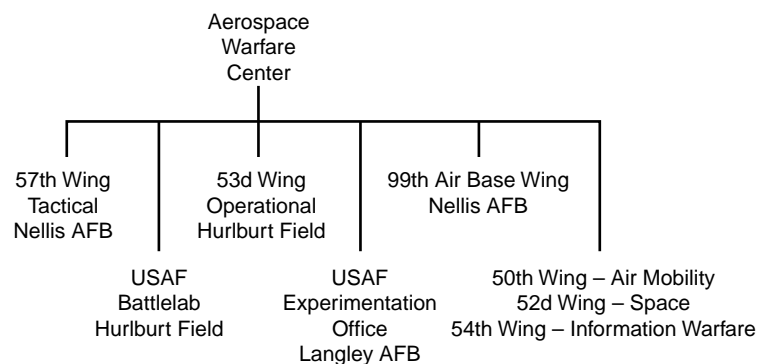 Aerospace
Warfare
Center
57th Wing
Tactical
Nellis AFB
53d Wing
Operational
Hurlburt Field
99th Air Base Wing
Nellis AFB
USAF
Battlelab
Hurlburt Field
USAF
Experimentation
Office
Langley AFB
50th Wing – Air Mobility
52d Wing – Space
54th Wing – Information Warfare